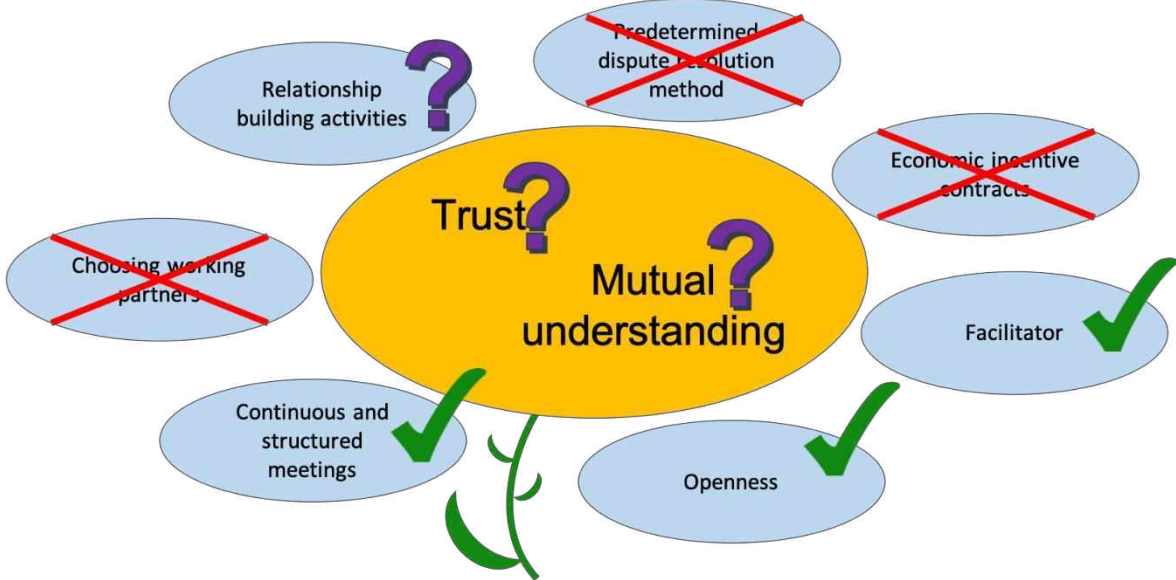 Predetermined
dispute resolution
method
Relationship
building activities
?
Economic incentive
contracts
Trust
?
Mutual
understanding
?
Choosing working
partners
Facilitator
Continuous and
structured
meetings
Openness